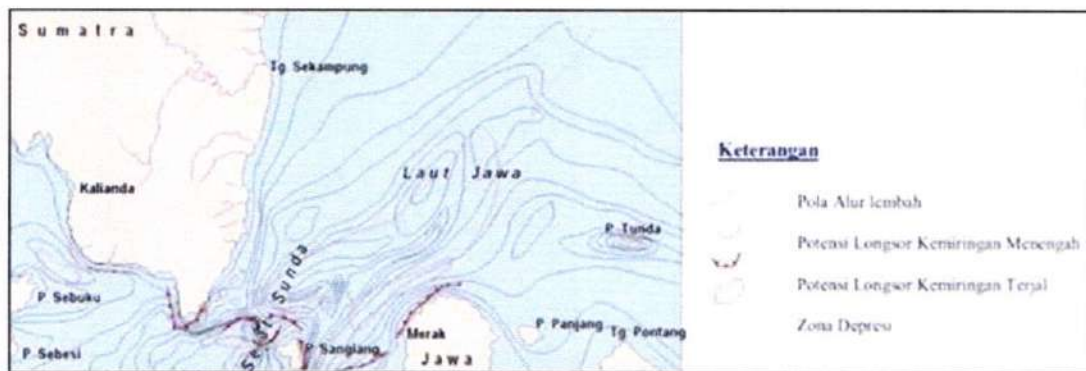 Sumatra
Tg Sekampung
Kalianda
Laut Jawa
P Tunda
Selat Sunda
P Sebuku
P Sebesi
P Sangiang
Merak
Jawa
P Panjang
Tg Pontang
Keterangan
Pola Alur lembah
Potensi Longsor Kemiringan Menengah
Potensi Longsor Kemiringan Terjal
Zona Depresi